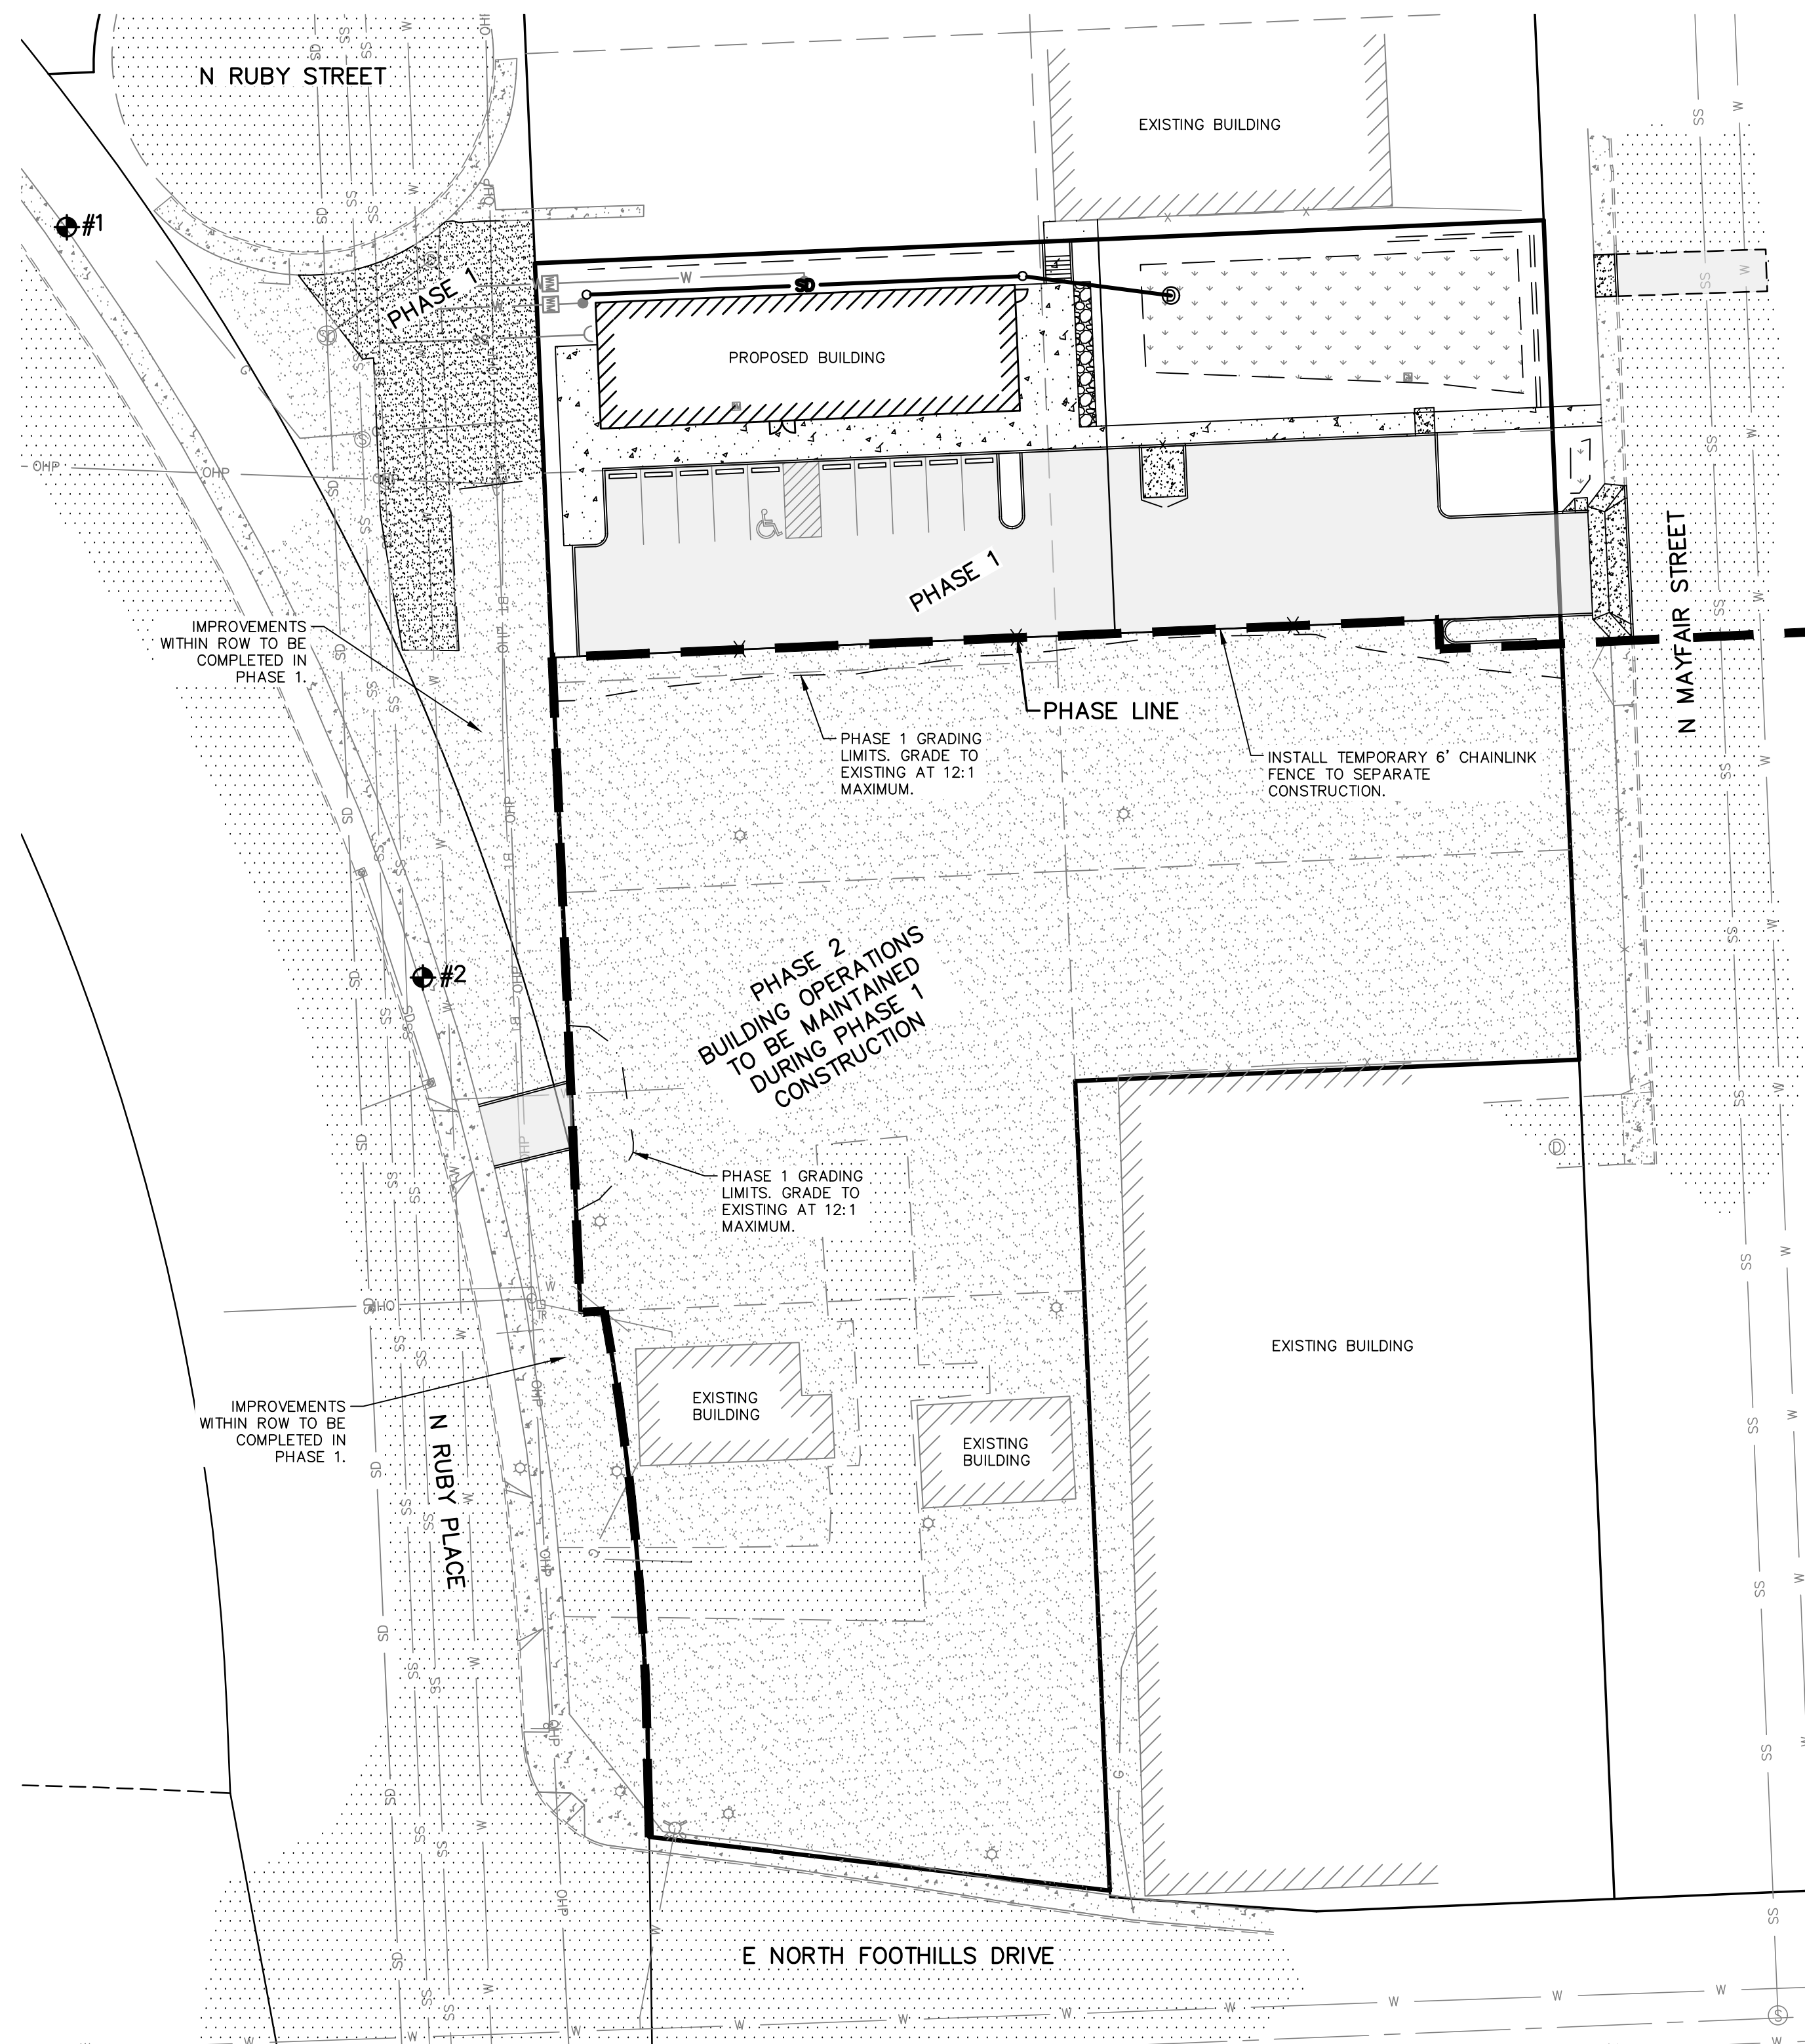 N RUBY STREET
EXISTING BUILDING
#1
PHASE 1
W
SD
PROPOSED BUILDING
SS
OHP
OHP
PHASE 1
N MAYFAIR STREET
IMPROVEMENTS
WITHIN ROW TO BE
COMPLETED IN
PHASE 1.
PHASE LINE
PHASE 1 GRADING
LIMITS. GRADE TO
EXISTING AT 12:1
MAXIMUM.
INSTALL TEMPORARY 6' CHAINLINK
FENCE TO SEPARATE
CONSTRUCTION.
#2
PHASE 2
BUILDING OPERATIONS
TO BE MAINTAINED
DURING PHASE 1
CONSTRUCTION
PHASE 1 GRADING
LIMITS. GRADE TO
EXISTING AT 12:1
MAXIMUM.
EXISTING BUILDING
EXISTING
BUILDING
EXISTING
BUILDING
IMPROVEMENTS
WITHIN ROW TO BE
COMPLETED IN
PHASE 1.
N RUBY PLACE
E NORTH FOOTHILLS DRIVE